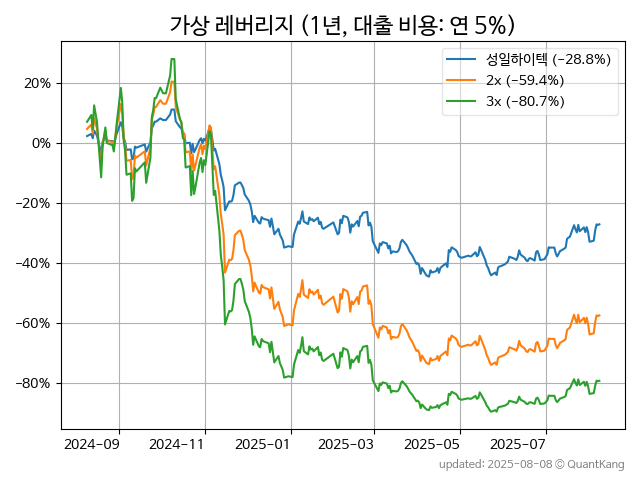 가상 레버리지 (1년, 대출 비용: 연 5%)
성일하이텍 (-28.8%)
2x (-59.4%)
3x (-80.7%)
20%
0%
-20%
-40%
-60%
-80%
2024-09 2024-11 2025-01 2025-03 2025-05 2025-07
updated: 2025-08-08 © QuantKang